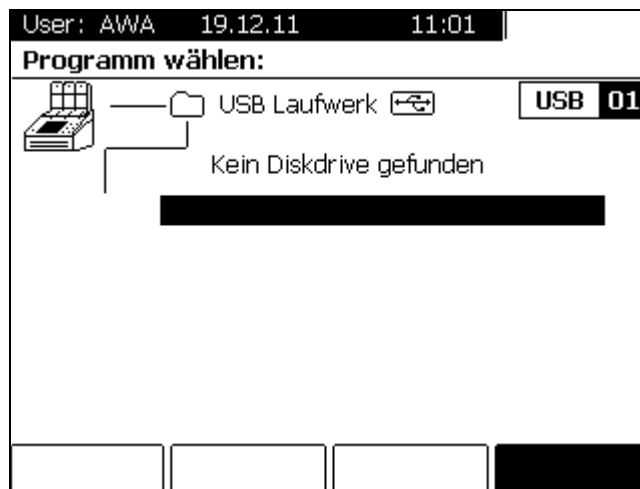 User: AWA 19.12.11 11:01
Programm wählen:
USB Laufwerk USB 01
Kein Diskdrive gefunden